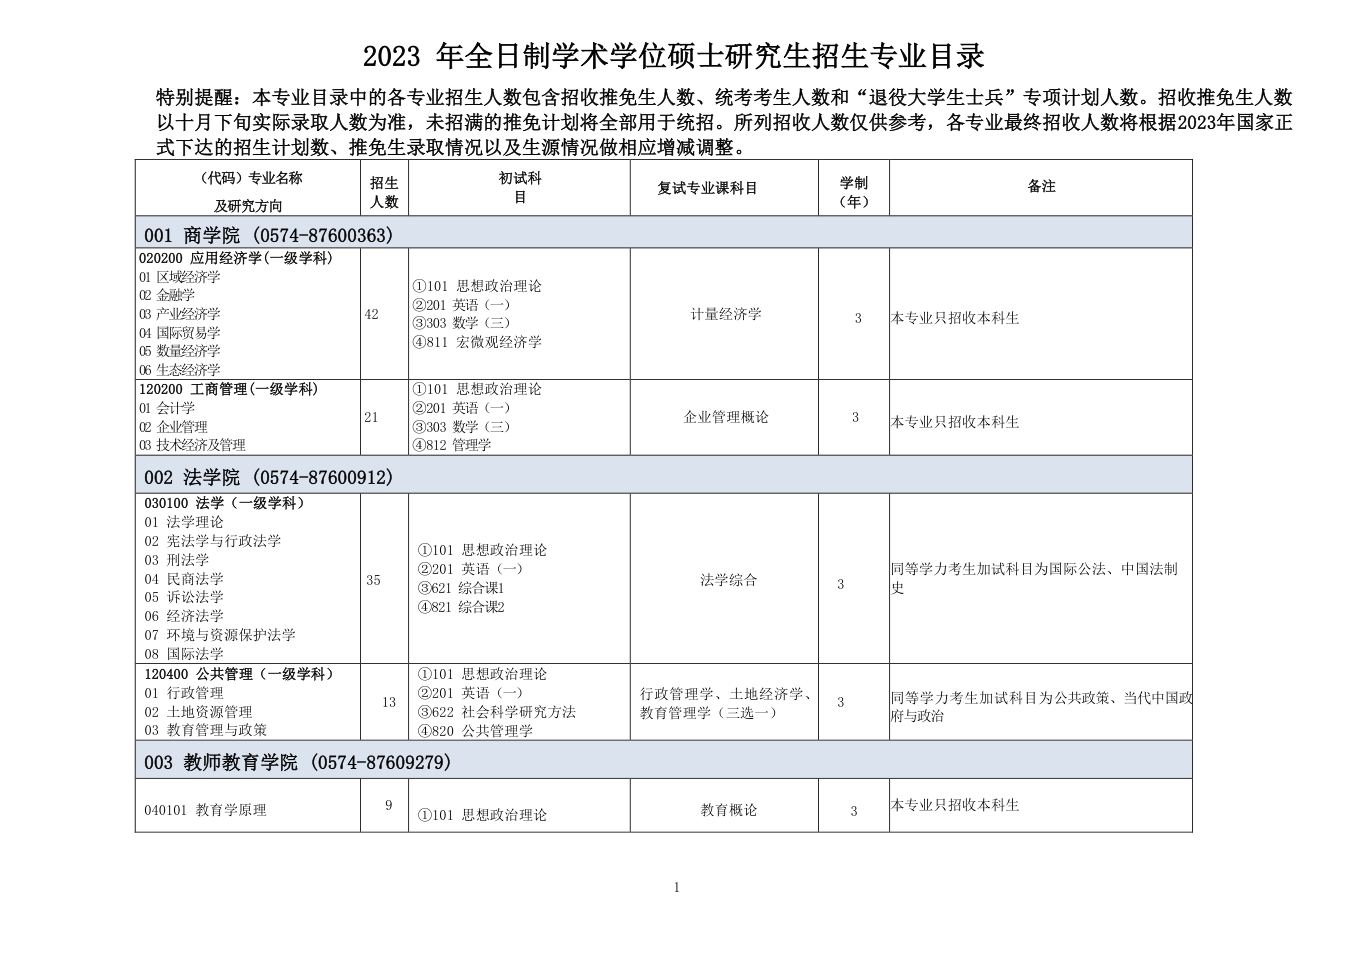 2023 年全日制学术学位硕士研究生招生专业目录
特别提醒：本专业目录中的各专业招生人数包含招收推免生人数、统考考生人数和“退役大学生士兵”专项计划人数。招收推免生人数
以十月下旬实际录取人数为准，未招满的推免计划将全部用于统招。所列招收人数仅供参考，各专业最终招收人数将根据2023年国家正
式下达的招生计划数、推免生录取情况以及生源情况做相应增减调整。
（代码）专业名称
及研究方向
招生
人数
初试科
目
复试专业课科目
学制
（年）
备注
001 商学院 (0574-87600363)
020200 应用经济学(一级学科)
01 区域经济学
02 金融学
03 产业经济学
04 国际贸易学
05 数量经济学
06 生态经济学
42
①101 思想政治理论
②201 英语（一）
③303 数学（三）
④811 宏微观经济学
计量经济学
3
本专业只招收本科生
120200 工商管理(一级学科)
01 会计学
02 企业管理
03 技术经济及管理
21
①101 思想政治理论
②201 英语（一）
③303 数学（三）
④812 管理学
企业管理概论
3
本专业只招收本科生
002 法学院 (0574-87600912)
030100 法学（一级学科）
01 法学理论
02 宪法学与行政法学
03 刑法学
04 民商法学
05 诉讼法学
06 经济法学
07 环境与资源保护法学
08 国际法学
35
①101 思想政治理论
②201 英语（一）
③621 综合课1
④821 综合课2
法学综合
3
同等学力考生加试科目为国际公法、中国法制
史
120400 公共管理（一级学科）
01 行政管理
02 土地资源管理
03 教育管理与政策
13
①101 思想政治理论
②201 英语（一）
③622 社会科学研究方法
④820 公共管理学
行政管理学、土地经济学、
教育管理学（三选一）
3
同等学力考生加试科目为公共政策、当代中国政
府与政治
003 教师教育学院 (0574-87609279)
040101 教育学原理
9
①101 思想政治理论
教育概论
3
本专业只招收本科生
1